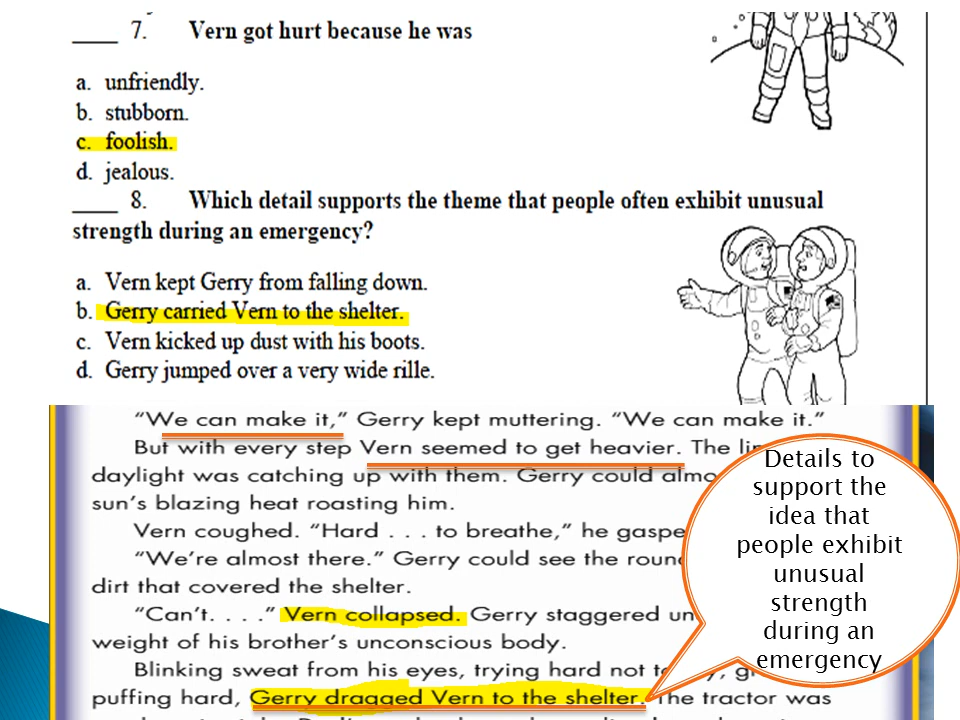 ____ 7. Vern got hurt because he was
a. unfriendly.
b. stubborn.
c. foolish.
d. jealous.
____ 8. Which detail supports the theme that people often exhibit unusual
strength during an emergency?
a. Vern kept Gerry from falling down.
b. Gerry carried Vern to the shelter.
c. Vern kicked up dust with his boots.
d. Gerry jumped over a very wide rille.
“We can make it,” Gerry kept muttering. “We can make it.”
But with every step Vern seemed to get heavier. The
daylight was catching up with them. Gerry could
sun’s blazing heat roasting him.
Vern coughed. “Hard . . . to breathe,” he
“We’re almost there.” Gerry could see the
dirt that covered the shelter.
“Can’t. . . .” Vern collapsed. Gerry staggered
weight of his brother’s unconscious body.
Blinking sweat from his eyes, trying hard not
puffing hard, Gerry dragged Vern to the shelter. The tractor was
Details to
support the
idea that
people exhibit
unusual
strength
during an
emergency